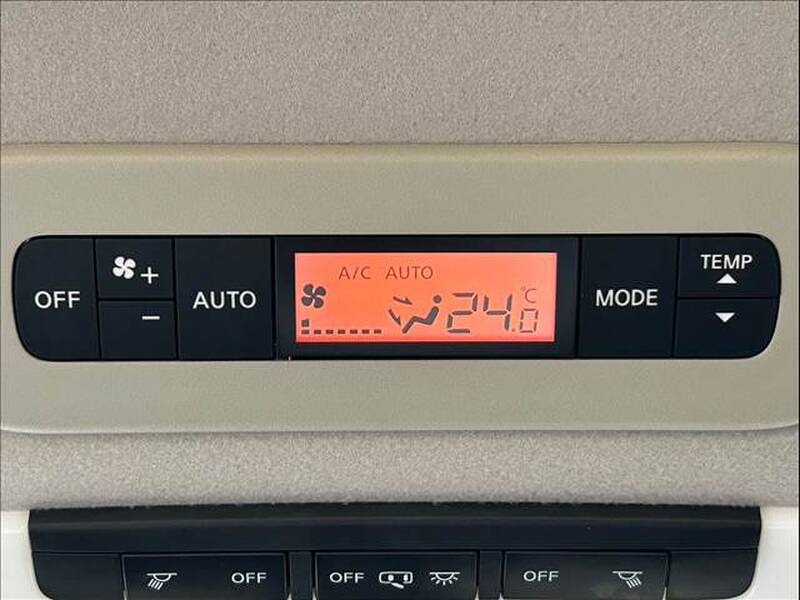 A/C AUTO
TEMP
+
OFF
AUTO
24.0 °C
MODE
−
OFF
OFF
OFF